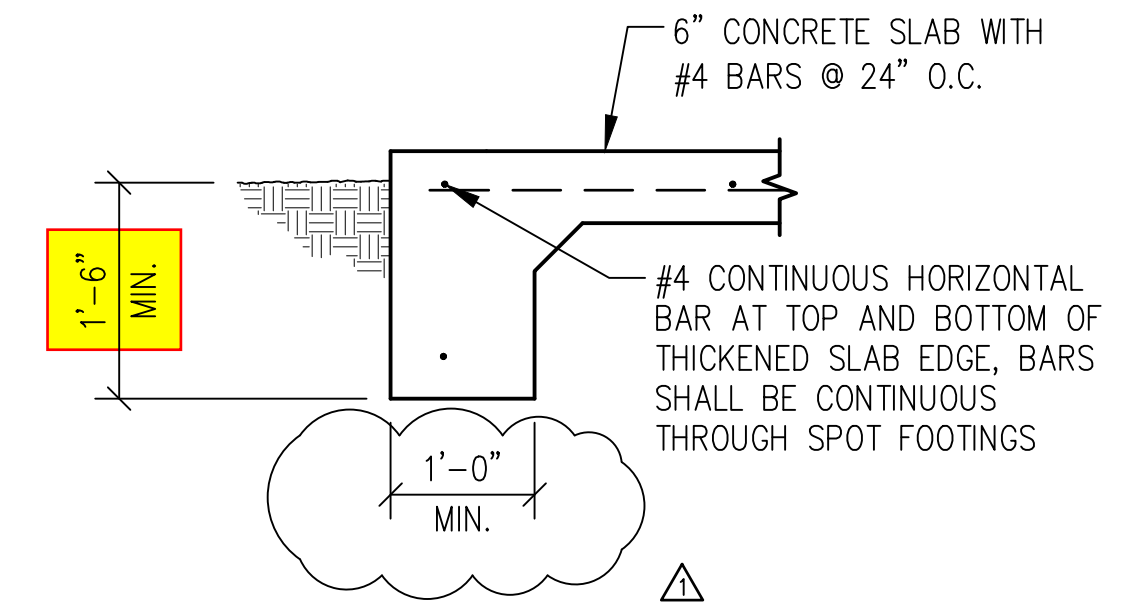 6” CONCRETE SLAB WITH
#4 BARS @ 24” O.C.
1’-6”
MIN.
#4 CONTINUOUS HORIZONTAL
BAR AT TOP AND BOTTOM OF
THICKENED SLAB EDGE, BARS
SHALL BE CONTINUOUS
THROUGH SPOT FOOTINGS
1’-0”
MIN.
1